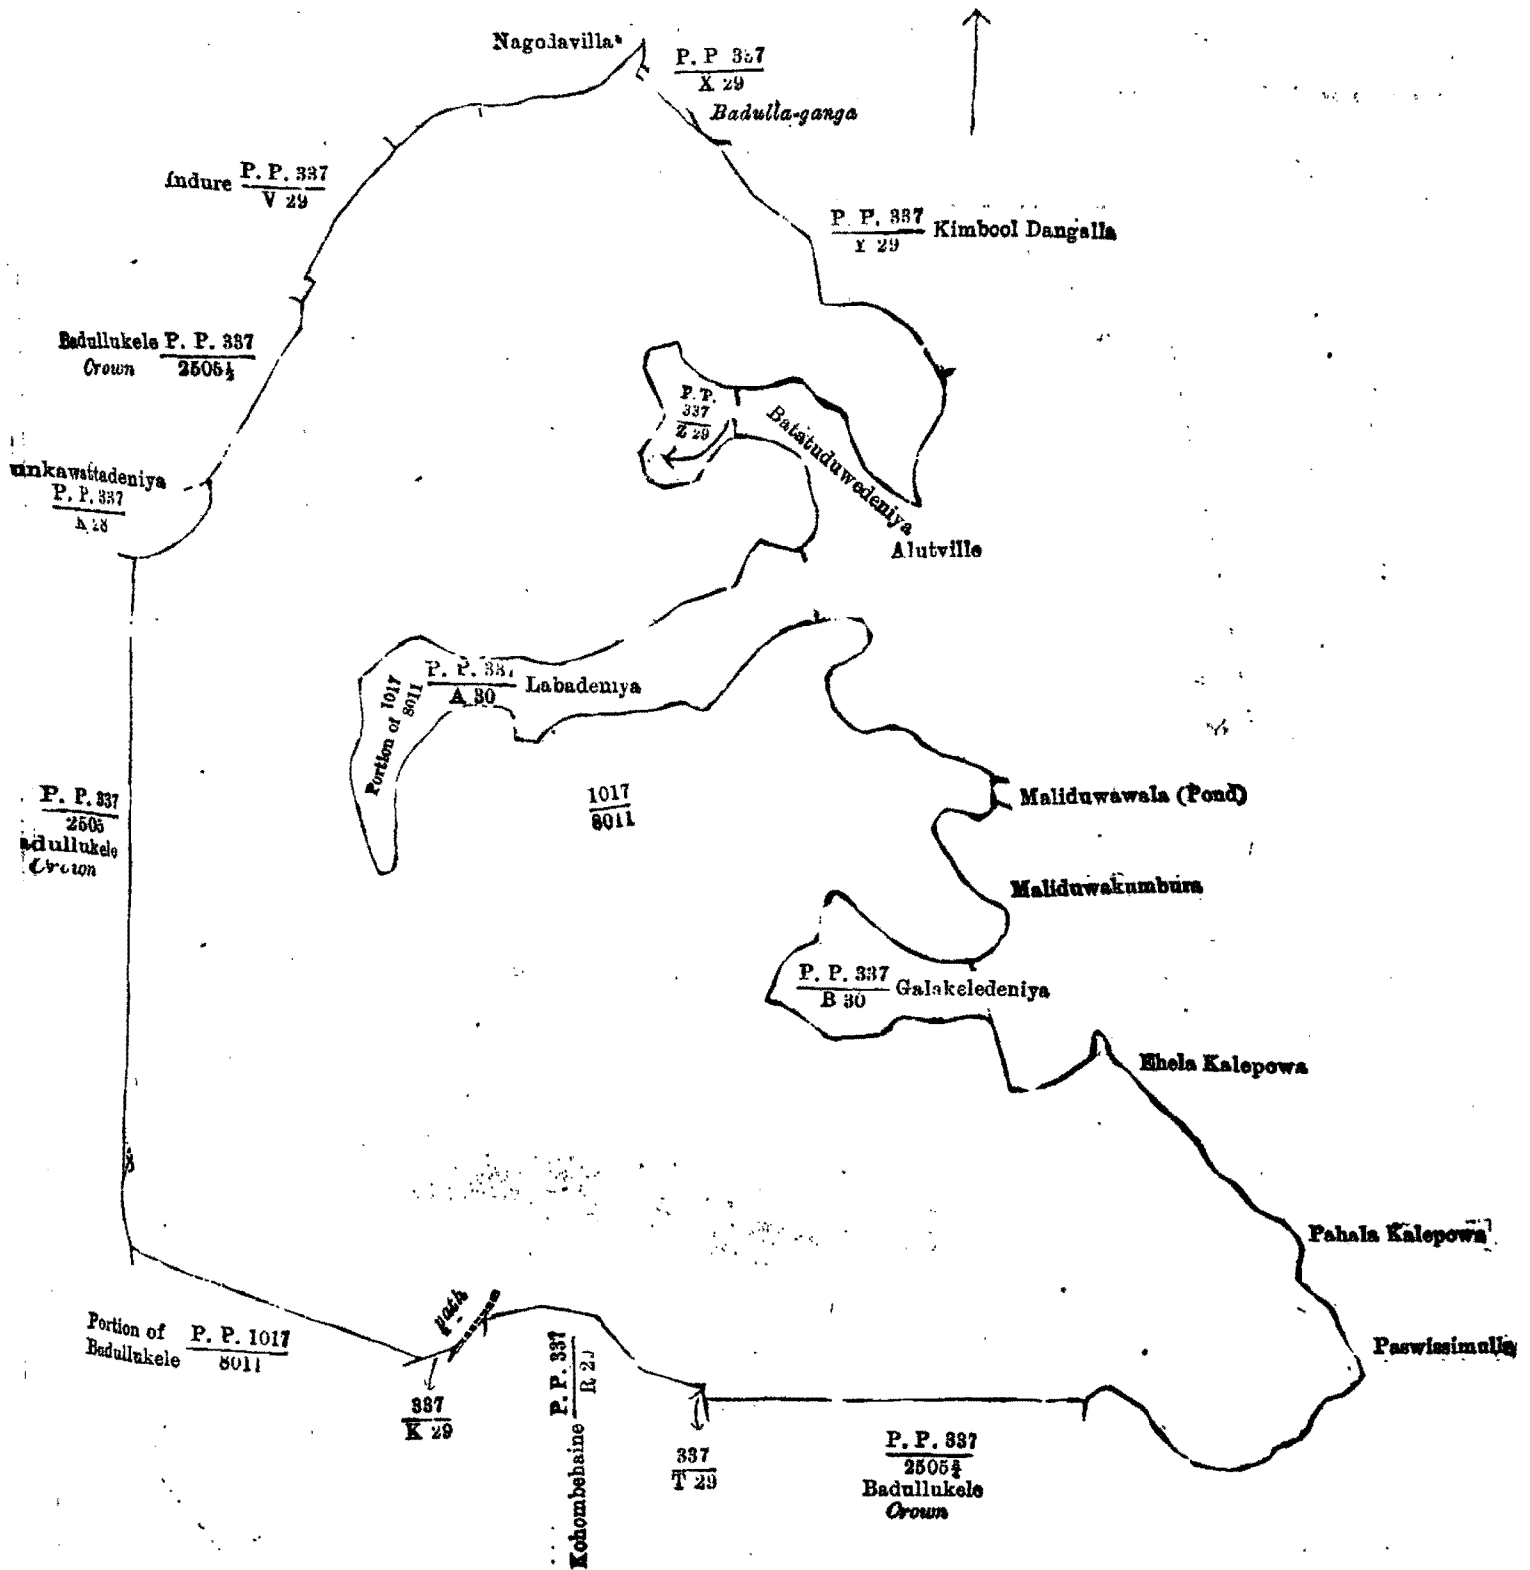 Nagodavilla
P. P 337
X 29
Badulla-ganga
Indure P. P. 337
V 29
P. P. 337 Kimbool Dangalla
Y 29
Badullukele P. P. 337
Crown 2505½
P. P.
337
Z 29
Batatuduwedeniya
unkawattadeniya
P. P. 337
K 28
Alutville
P. P. 337
A 30 Labadeniya
Portion of 1017
8011
P. P. 337
2505
adullukele
Crown
1017
8011
Maliduwawala (Pond)
Maliduwakumbura
P. P. 337
B 30 Galakeledeniya
Ehela Kalepowa
Pahala Kalepowa
path
Portion of P. P. 1017
Badullukele 8011
Paswissimulla
337
K 29
Kohombehaine P. P. 337
337
T 29
P. P. 337
Badullukele
Crown